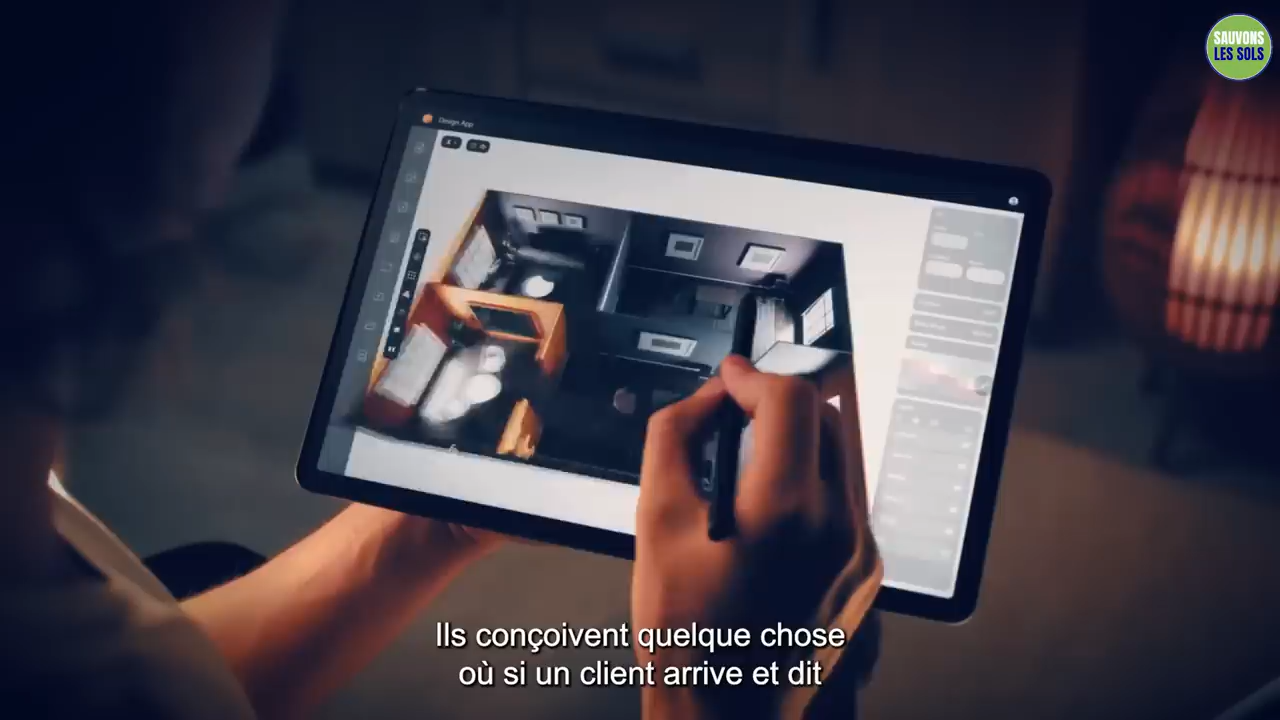 SAUVONS
LES SOLS
Design App
Ils conçoivent quelque chose
où si un client arrive et dit